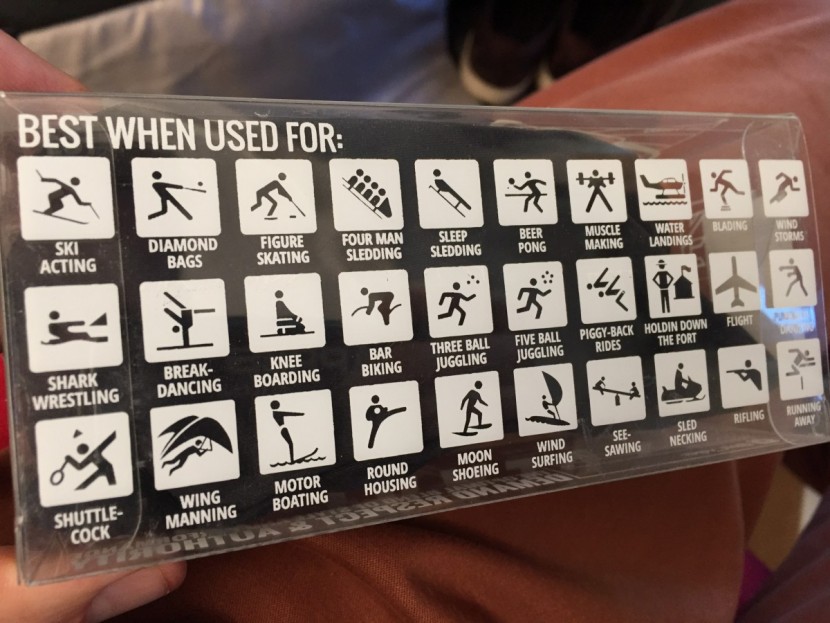 BEST WHEN USED FOR:
SKI
ACTING
DIAMOND
BAGS
FIGURE
SKATING
FOUR MAN
SLEDDING
SLEEP
SLEDDING
BEER
PONG
MUSCLE
MAKING
WATER
LANDINGS
BLADING
WIND
STORMS
SHARK
WRESTLING
BREAK-
DANCING
KNEE
BOARDING
BAR
BIKING
THREE BALL
JUGGLING
FIVE BALL
JUGGLING
PIGGY-BACK
RIDES
HOLDIN DOWN
THE FORT
FLIGHT
SHUTTLE-
COCK
WING
MANNING
MOTOR
BOATING
ROUND
HOUSING
MOON
SHOEING
WIND
SURFING
SEE-
SAWING
SLED
NECKING
RIFLING
RUNNING
AWAY
DEMAND RESPECT & AUTHORITY